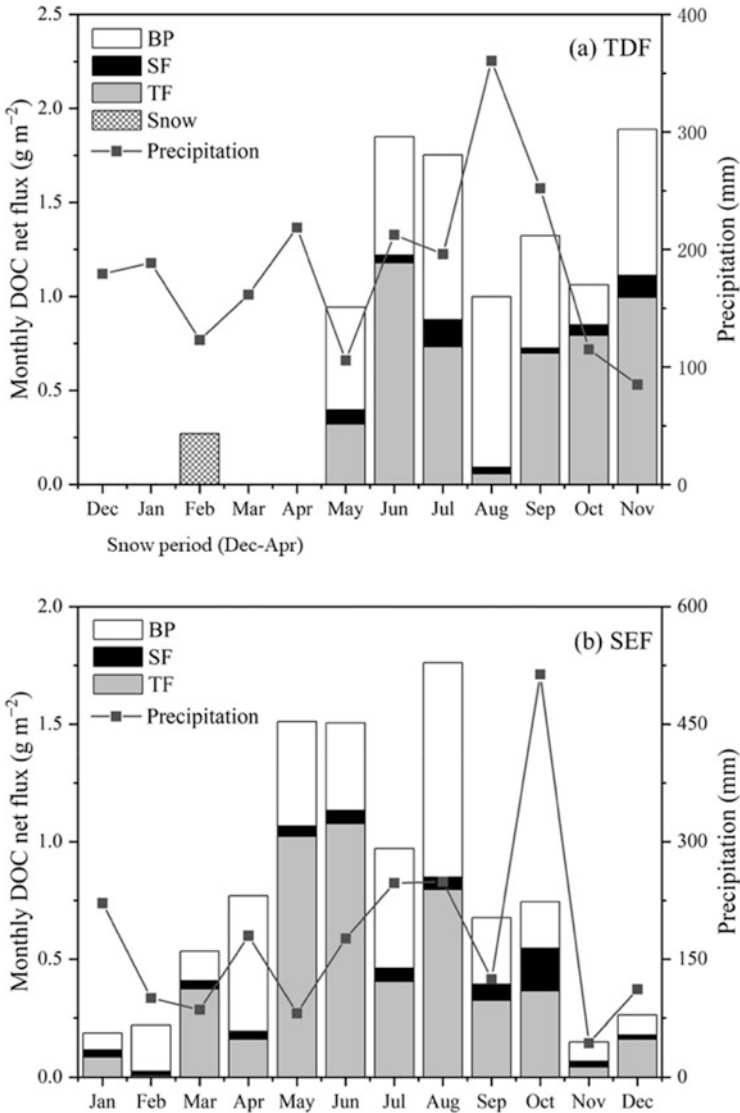 (a) TDF
BP
SF
TF
Snow
Precipitation
Monthly DOC net flux (g m⁻²)
2.5
2.0
1.5
1.0
0.5
0.0
400
300
200
100
0
Precipitation (mm)
Dec Jan Feb Mar Apr May Jun Jul Aug Sep Oct Nov
Snow period (Dec-Apr)
(b) SEF
BP
SF
TF
Precipitation
Monthly DOC net flux (g m⁻²)
2.0
1.5
1.0
0.5
0.0
600
450
300
150
0
Precipitation (mm)
Jan Feb Mar Apr May Jun Jul Aug Sep Oct Nov Dec